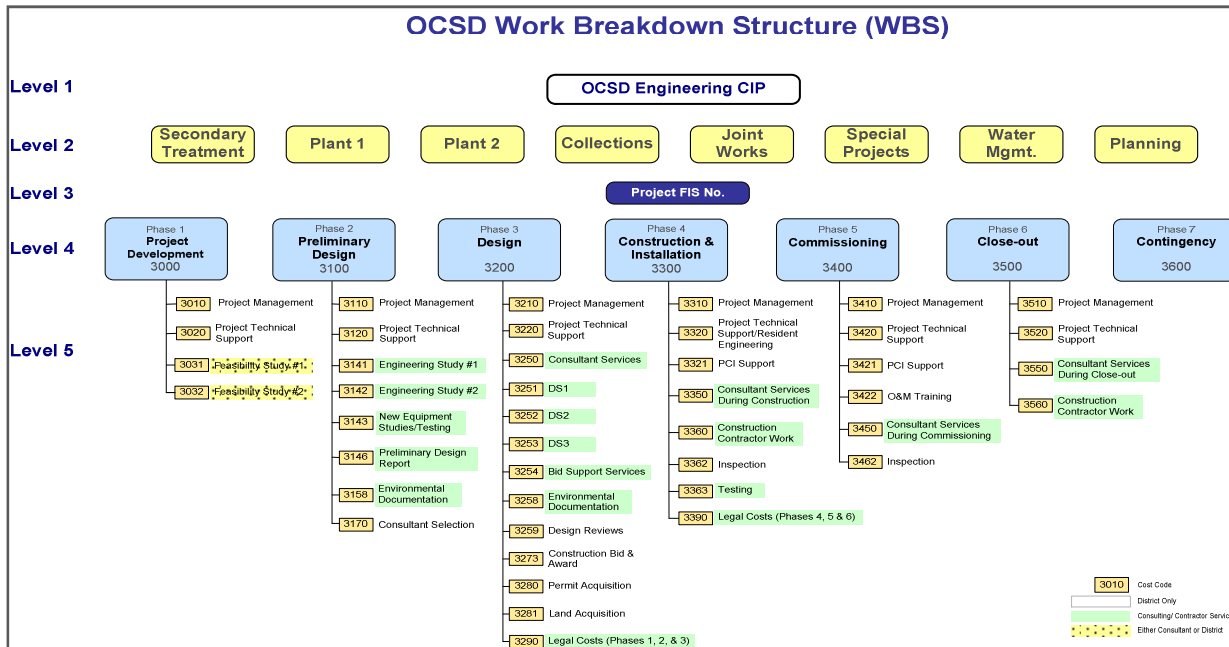 OCSD Work Breakdown Structure (WBS)
Level 1
OCSD Engineering CIP
Level 2
Secondary
Treatment
Plant 1
Plant 2
Collections
Joint
Works
Special
Projects
Water
Mgmt.
Planning
Level 3
Project FIS No.
Level 4
Phase 1
Project
Development
3000
Phase 2
Preliminary
Design
3100
Phase 3
Design
3200
Phase 4
Construction &
Installation
3300
Phase 5
Commissioning
3400
Phase 6
Close-out
3500
Phase 7
Contingency
3600
Level 5
3010 Project Management
3020 Project Technical
Support
3031 Feasibility Study #1
3032 Feasibility Study #2
3110 Project Management
3120 Project Technical
Support
3141 Engineering Study #1
3142 Engineering Study #2
3143 New Equipment
Studies/Testing
3146 Preliminary Design
Report
3158 Environmental
Documentation
3170 Consultant Selection
3210 Project Management
3220 Project Technical
Support
3250 Consultant Services
3251 DS1
3252 DS2
3253 DS3
3254 Bid Support Services
3258 Environmental
Documentation
3259 Design Reviews
3273 Construction Bid &
Award
3280 Permit Acquisition
3281 Land Acquisition
3290 Legal Costs (Phases 1, 2, & 3)
3310 Project Management
3320 Project Technical
Support/Resident
Engineering
3321 PCI Support
3350 Consultant Services
During Construction
3360 Construction
Contractor Work
3362 Inspection
3363 Testing
3390 Legal Costs (Phases 4, 5 & 6)
3410 Project Management
3420 Project Technical
Support
3421 PCI Support
3422 O&M Training
3450 Consultant Services
During Commissioning
3462 Inspection
3510 Project Management
3520 Project Technical
Support
3550 Consultant Services
During Close-out
3560 Construction
Contractor Work
3010 Cost Code
District Only
Consulting/ Contractor Servic
Either Consultant or District